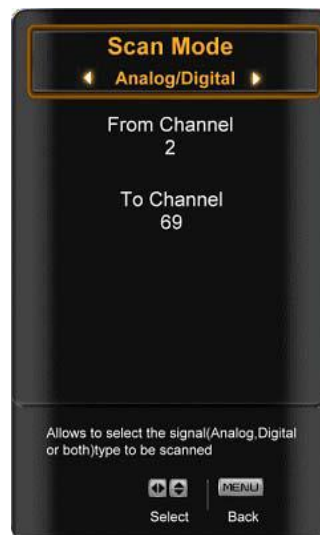 Scan Mode
Analog/Digital
From Channel
2
To Channel
69
Allows to select the signal(Analog,Digital
or both)type to be scanned
MENU
Select Back